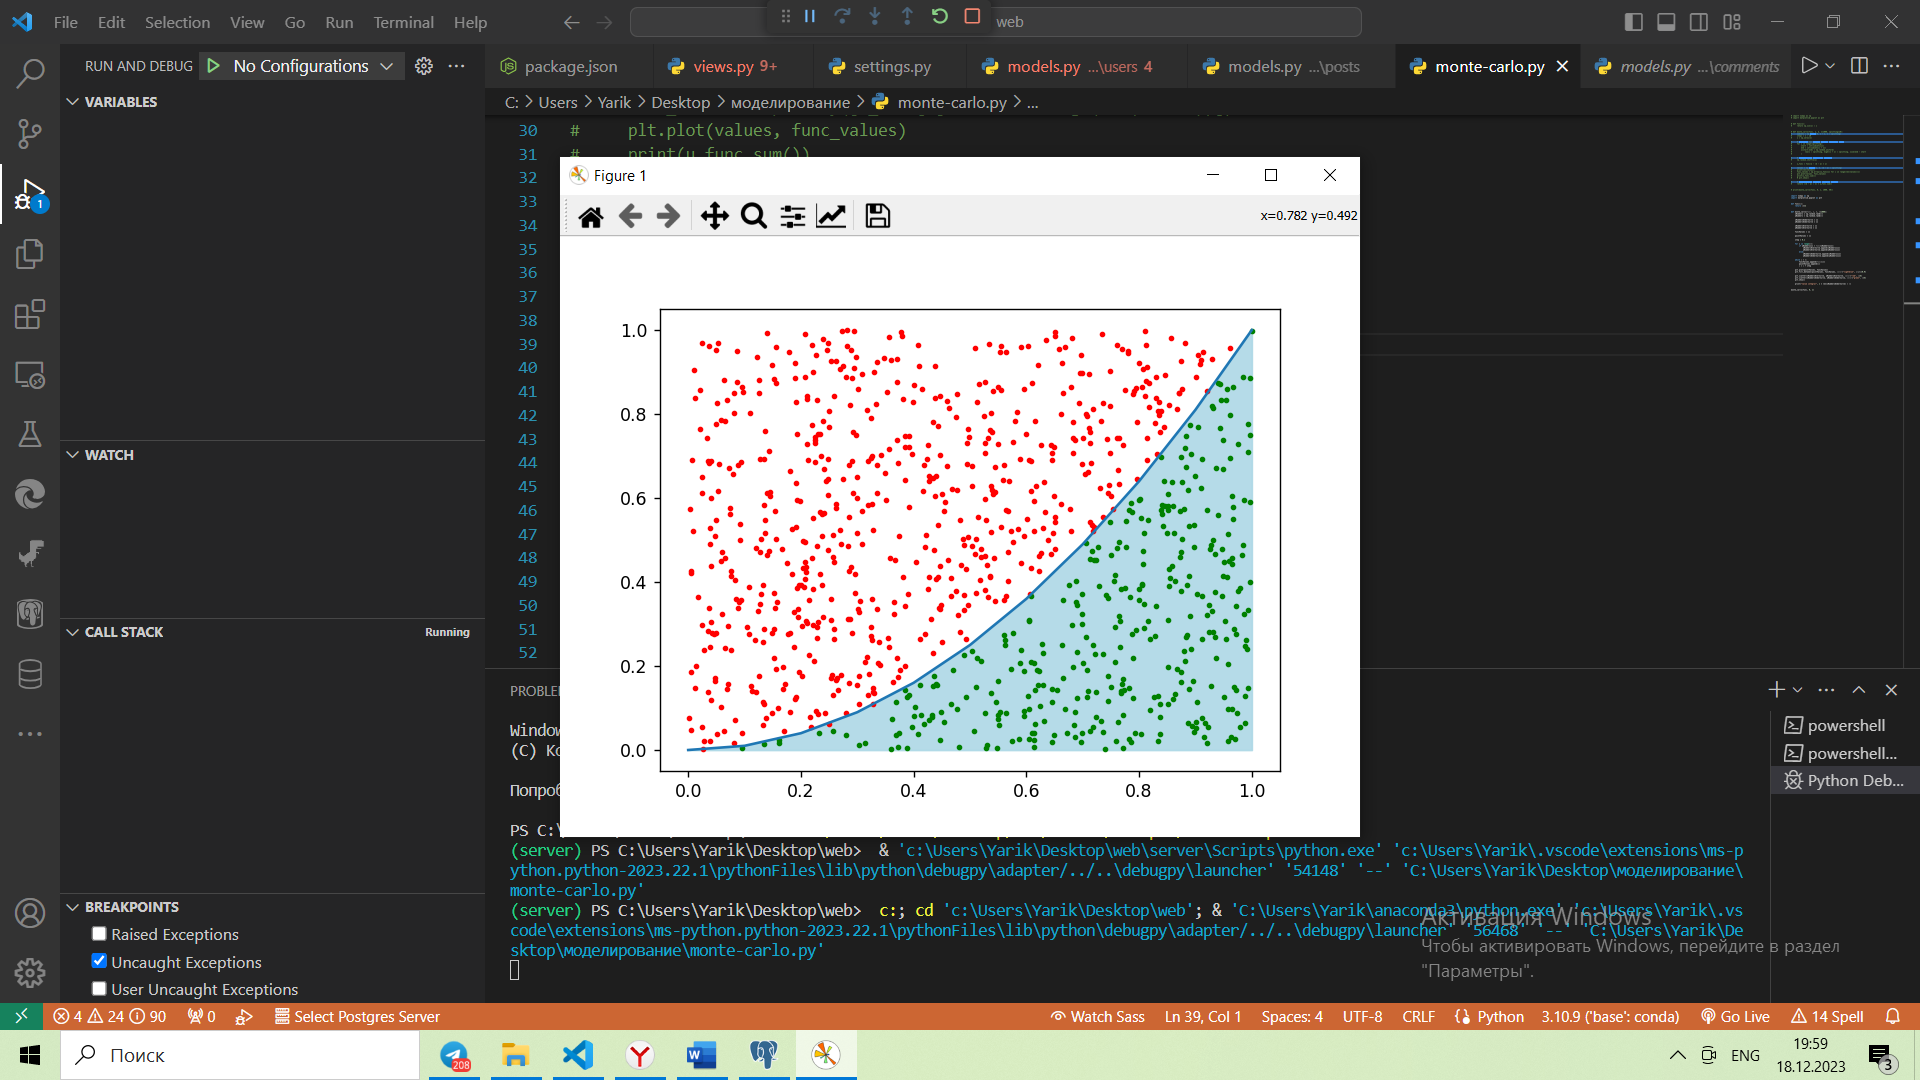 File Edit Selection View Go Run Terminal Help
web
RUN AND DEBUG No Configurations
package.json views.py 9+ settings.py models.py ...\users 4 models.py ...\posts monte-carlo.py models.py ...\comments
C: > Users > Yarik > Desktop > моделирование > monte-carlo.py > ...
VARIABLES
WATCH
CALL STACK
Running
BREAKPOINTS
Raised Exceptions
Uncaught Exceptions
User Uncaught Exceptions
1
30 # plt.plot(values, func_values)
31 # print(u_func_sum())
32
33
34
35
36
37
38
39
40
41
42
43
44
45
46
47
48
49
50
51
52
Figure 1
x=0.782 y=0.492
1.0
0.8
0.6
0.4
0.2
0.0
0.0 0.2 0.4 0.6 0.8 1.0
PROBLE
Window
(C) Ко
Попроб
PS C:\
(server) PS C:\Users\Yarik\Desktop\web> & 'c:\Users\Yarik\Desktop\web\server\Scripts\python.exe' 'c:\Users\Yarik\.vscode\extensions\ms-p
ython.python-2023.22.1\pythonFiles\lib\python\debugpy\adapter/../..\debugpy\launcher' '54148' '--' 'C:\Users\Yarik\Desktop\моделирование\
monte-carlo.py'
(server) PS C:\Users\Yarik\Desktop\web> c:; cd 'c:\Users\Yarik\Desktop\web'; & 'C:\Users\Yarik\anaconda3\python.exe' 'c:\Users\Yarik\.vs
code\extensions\ms-python.python-2023.22.1\pythonFiles\lib\python\debugpy\adapter/../..\debugpy\launcher' '56468' '--' 'C:\Users\Yarik\De
sktop\моделирование\monte-carlo.py'
powershell
powershell...
Python Deb...
Активация Windows
Чтобы активировать Windows, перейдите в раздел
"Параметры".
4 24 90 0 Select Postgres Server Watch Sass Ln 39, Col 1 Spaces: 4 UTF-8 CRLF Python 3.10.9 ('base': conda) Go Live 14 Spell
Поиск
208
ENG
19:59
18.12.2023
3